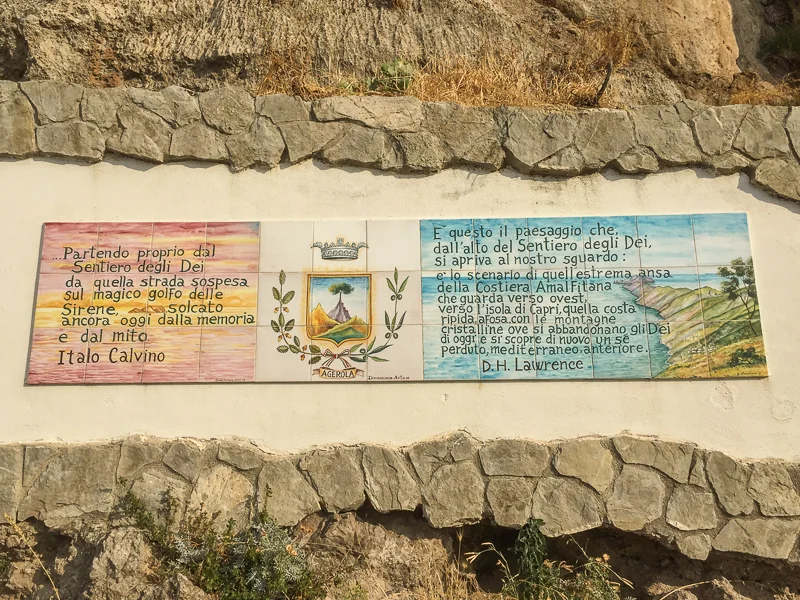 ...Partendo proprio dal
Sentiero degli Dei
da quella strada sospesa
sul magico golfo delle
Sirene, solcato
ancora oggi dalla memoria
e dal mito.
Italo Calvino
AGEROLA
E questo il paesaggio che,
dall'alto del Sentiero degli Dei,
si apriva al nostro sguardo:
e' lo scenario di quell'estrema ansa
della Costiera Amalfitana
che guarda verso ovest,
verso l'isola di Capri, quella costa
ripida, afosa, con le montagne
cristalline ove si abbandonano gli Dei
di oggi e si scopre di nuovo un sé
perduto, mediterraneo, anteriore.
D.H. Lawrence